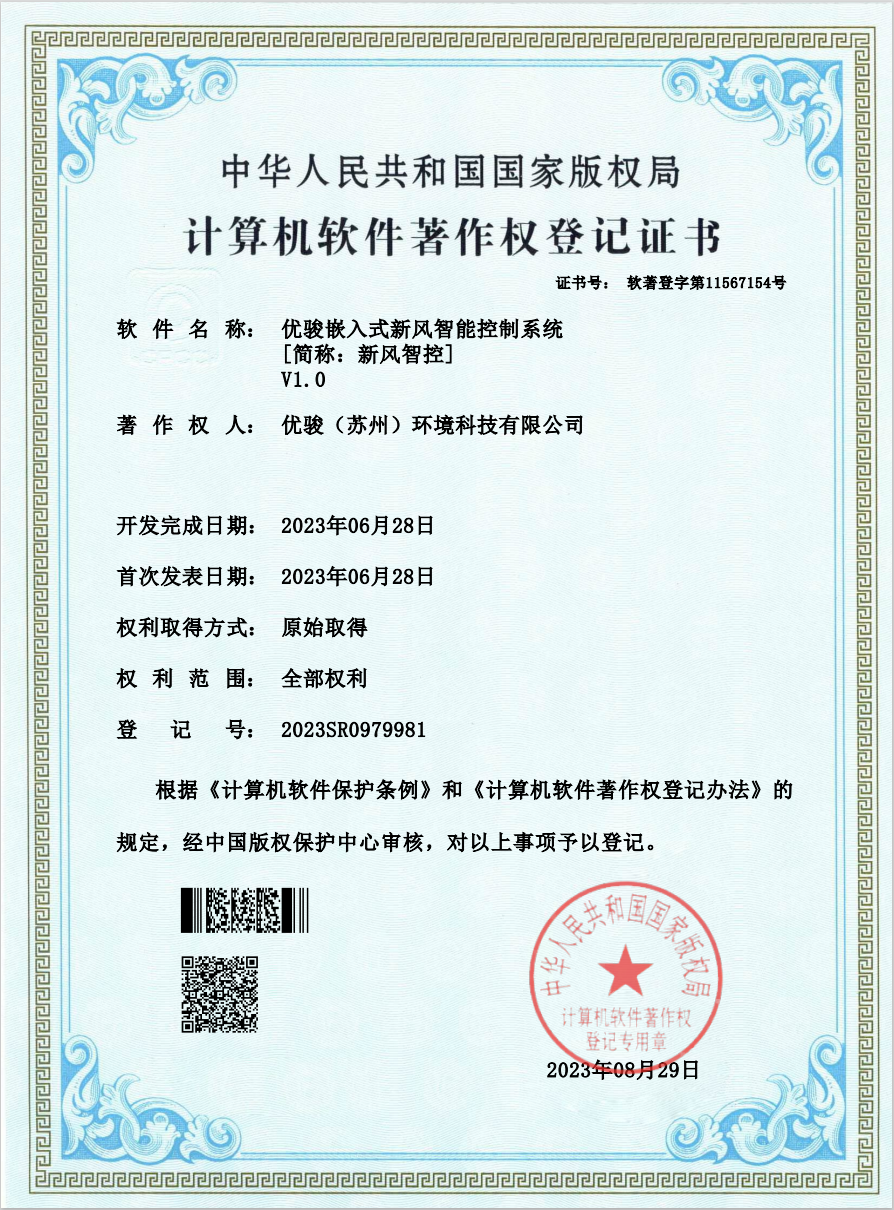 中华人民共和国国家版权局
计算机软件著作权登记证书
证书号： 软著登字第11567154号
软件名称： 优骏嵌入式新风智能控制系统
[简称：新风智控]
V1.0
著作权人： 优骏（苏州）环境科技有限公司
开发完成日期： 2023年06月28日
首次发表日期： 2023年06月28日
权利取得方式： 原始取得
权利范围： 全部权利
登记号： 2023SR0979981
根据《计算机软件保护条例》和《计算机软件著作权登记办法》的
规定，经中国版权保护中心审核，对以上事项予以登记。
中华人民共和国国家版权局
计算机软件著作权
登记专用章
2023年08月29日